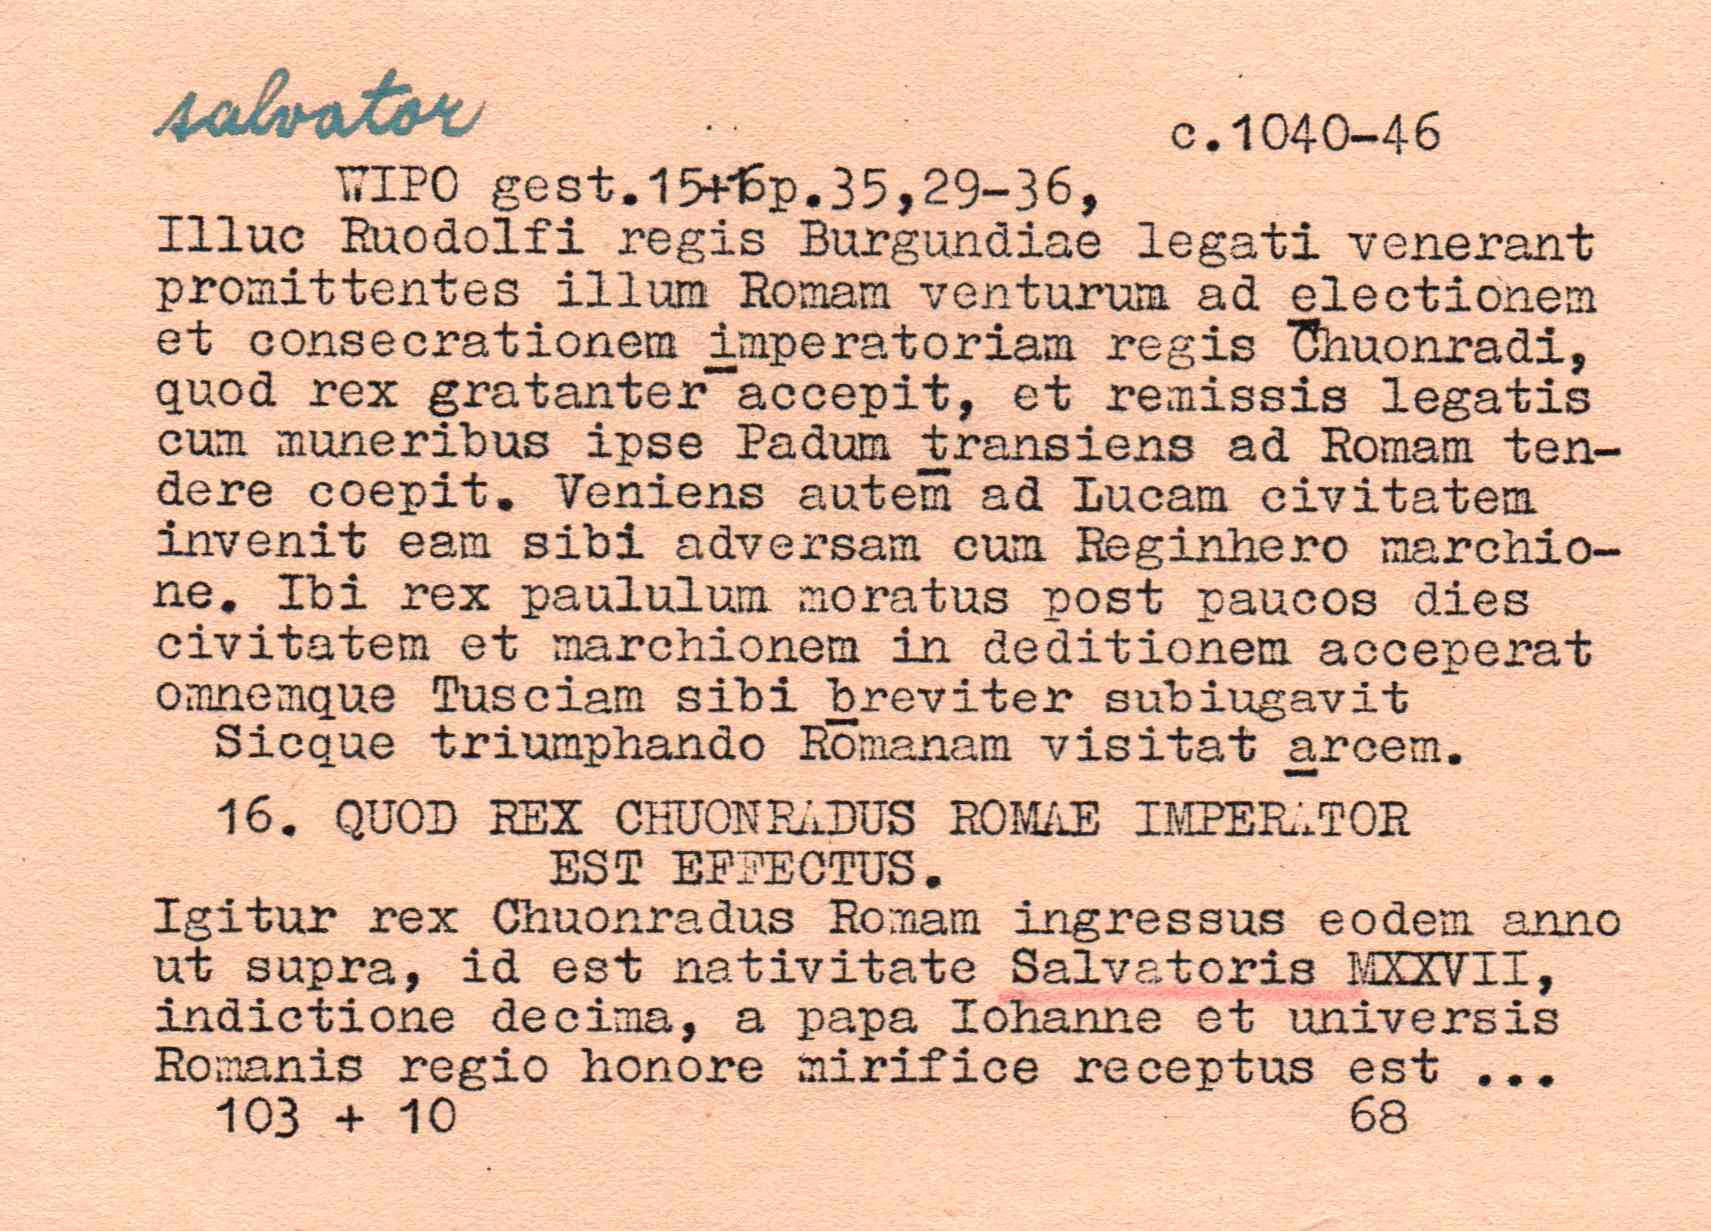 salvator
c.1040-46
WIPO gest.15+16p.35,29-36,
Illuc Ruodolfi regis Burgundiae legati venerant
promittentes illum Romam venturum ad electionem
et consecrationem imperatoriam regis Chuonradi,
quod rex gratanter accepit, et remissis legatis
cum muneribus ipse Padum transiens ad Romam ten-
dere coepit. Veniens autem ad Lucam civitatem
invenit eam sibi adversam cum Reginhero marchio-
ne. Ibi rex paululum moratus post paucos dies
civitatem et marchionem in deditionem acceperat
omnemque Tusciam sibi breviter subiugavit
Sicque triumphando Romanam visitat arcem.
16. QUOD REX CHUONRADUS ROMAE IMPERATOR
EST EFFECTUS.
Igitur rex Chuonradus Romam ingressus eodem anno
ut supra, id est nativitate Salvatoris MXXVII,
indictione decima, a papa Iohanne et universis
Romanis regio honore mirifice receptus est ...
103 + 10 68